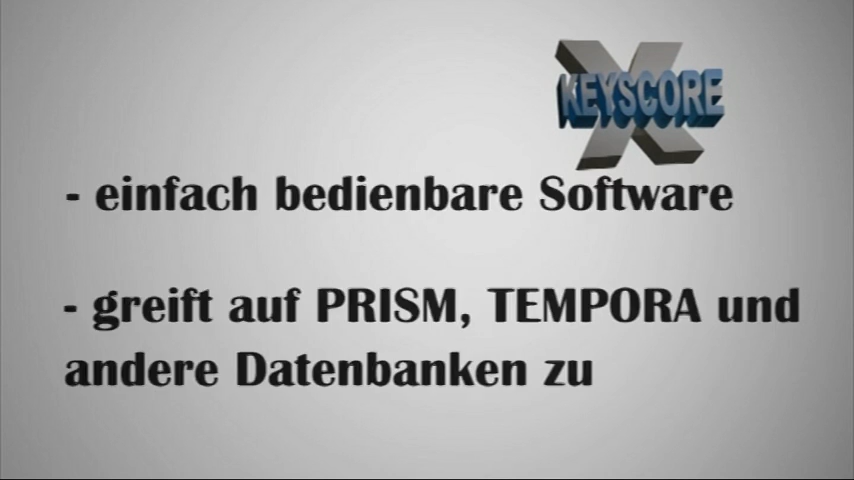 X
KEYSCORE
- einfach bedienbare Software
- greift auf PRISM, TEMPORA und
andere Datenbanken zu